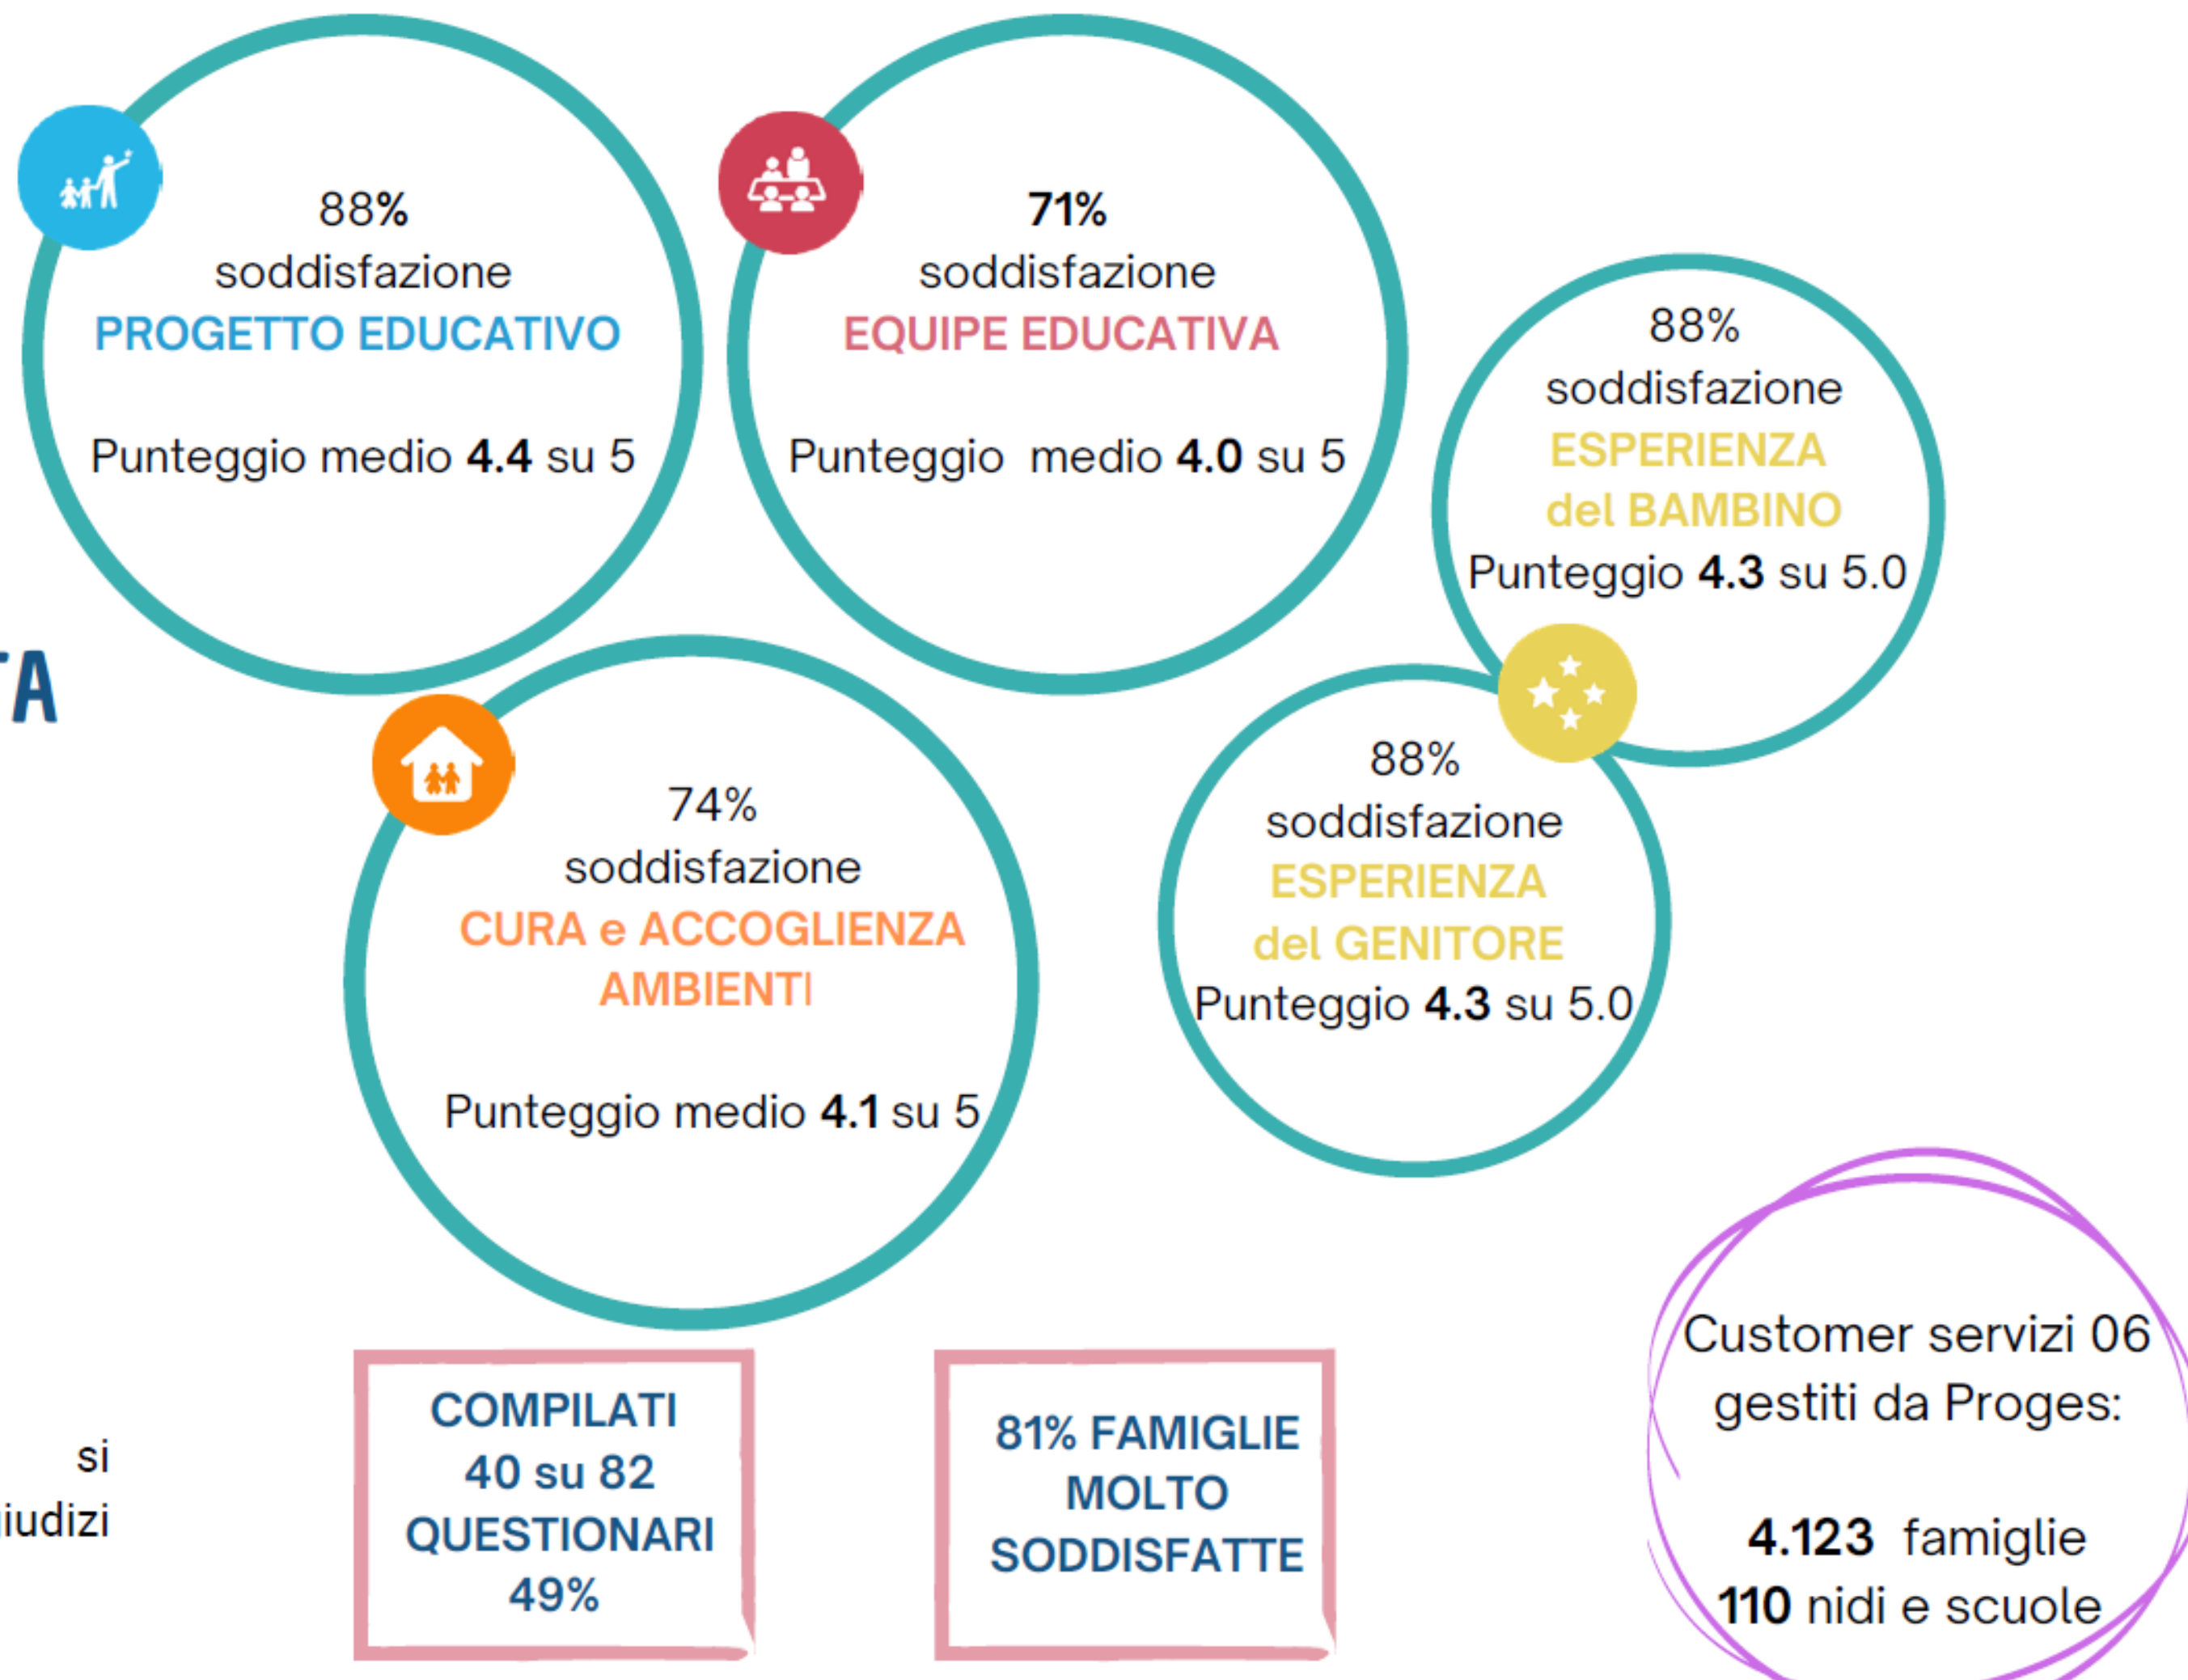 88%
soddisfazione
PROGETTO EDUCATIVO
Punteggio medio 4.4 su 5
71%
soddisfazione
EQUIPE EDUCATIVA
Punteggio medio 4.0 su 5
88%
soddisfazione
ESPERIENZA
del BAMBINO
Punteggio 4.3 su 5.0
TA
74%
soddisfazione
CURA e ACCOGLIENZA
AMBIENTI
Punteggio medio 4.1 su 5
88%
soddisfazione
ESPERIENZA
del GENITORE
Punteggio 4.3 su 5.0
si
iudizi
COMPILATI
40 su 82
QUESTIONARI
49%
81% FAMIGLIE
MOLTO
SODDISFATTE
Customer servizi 06
gestiti da Proges:
4.123 famiglie
110 nidi e scuole